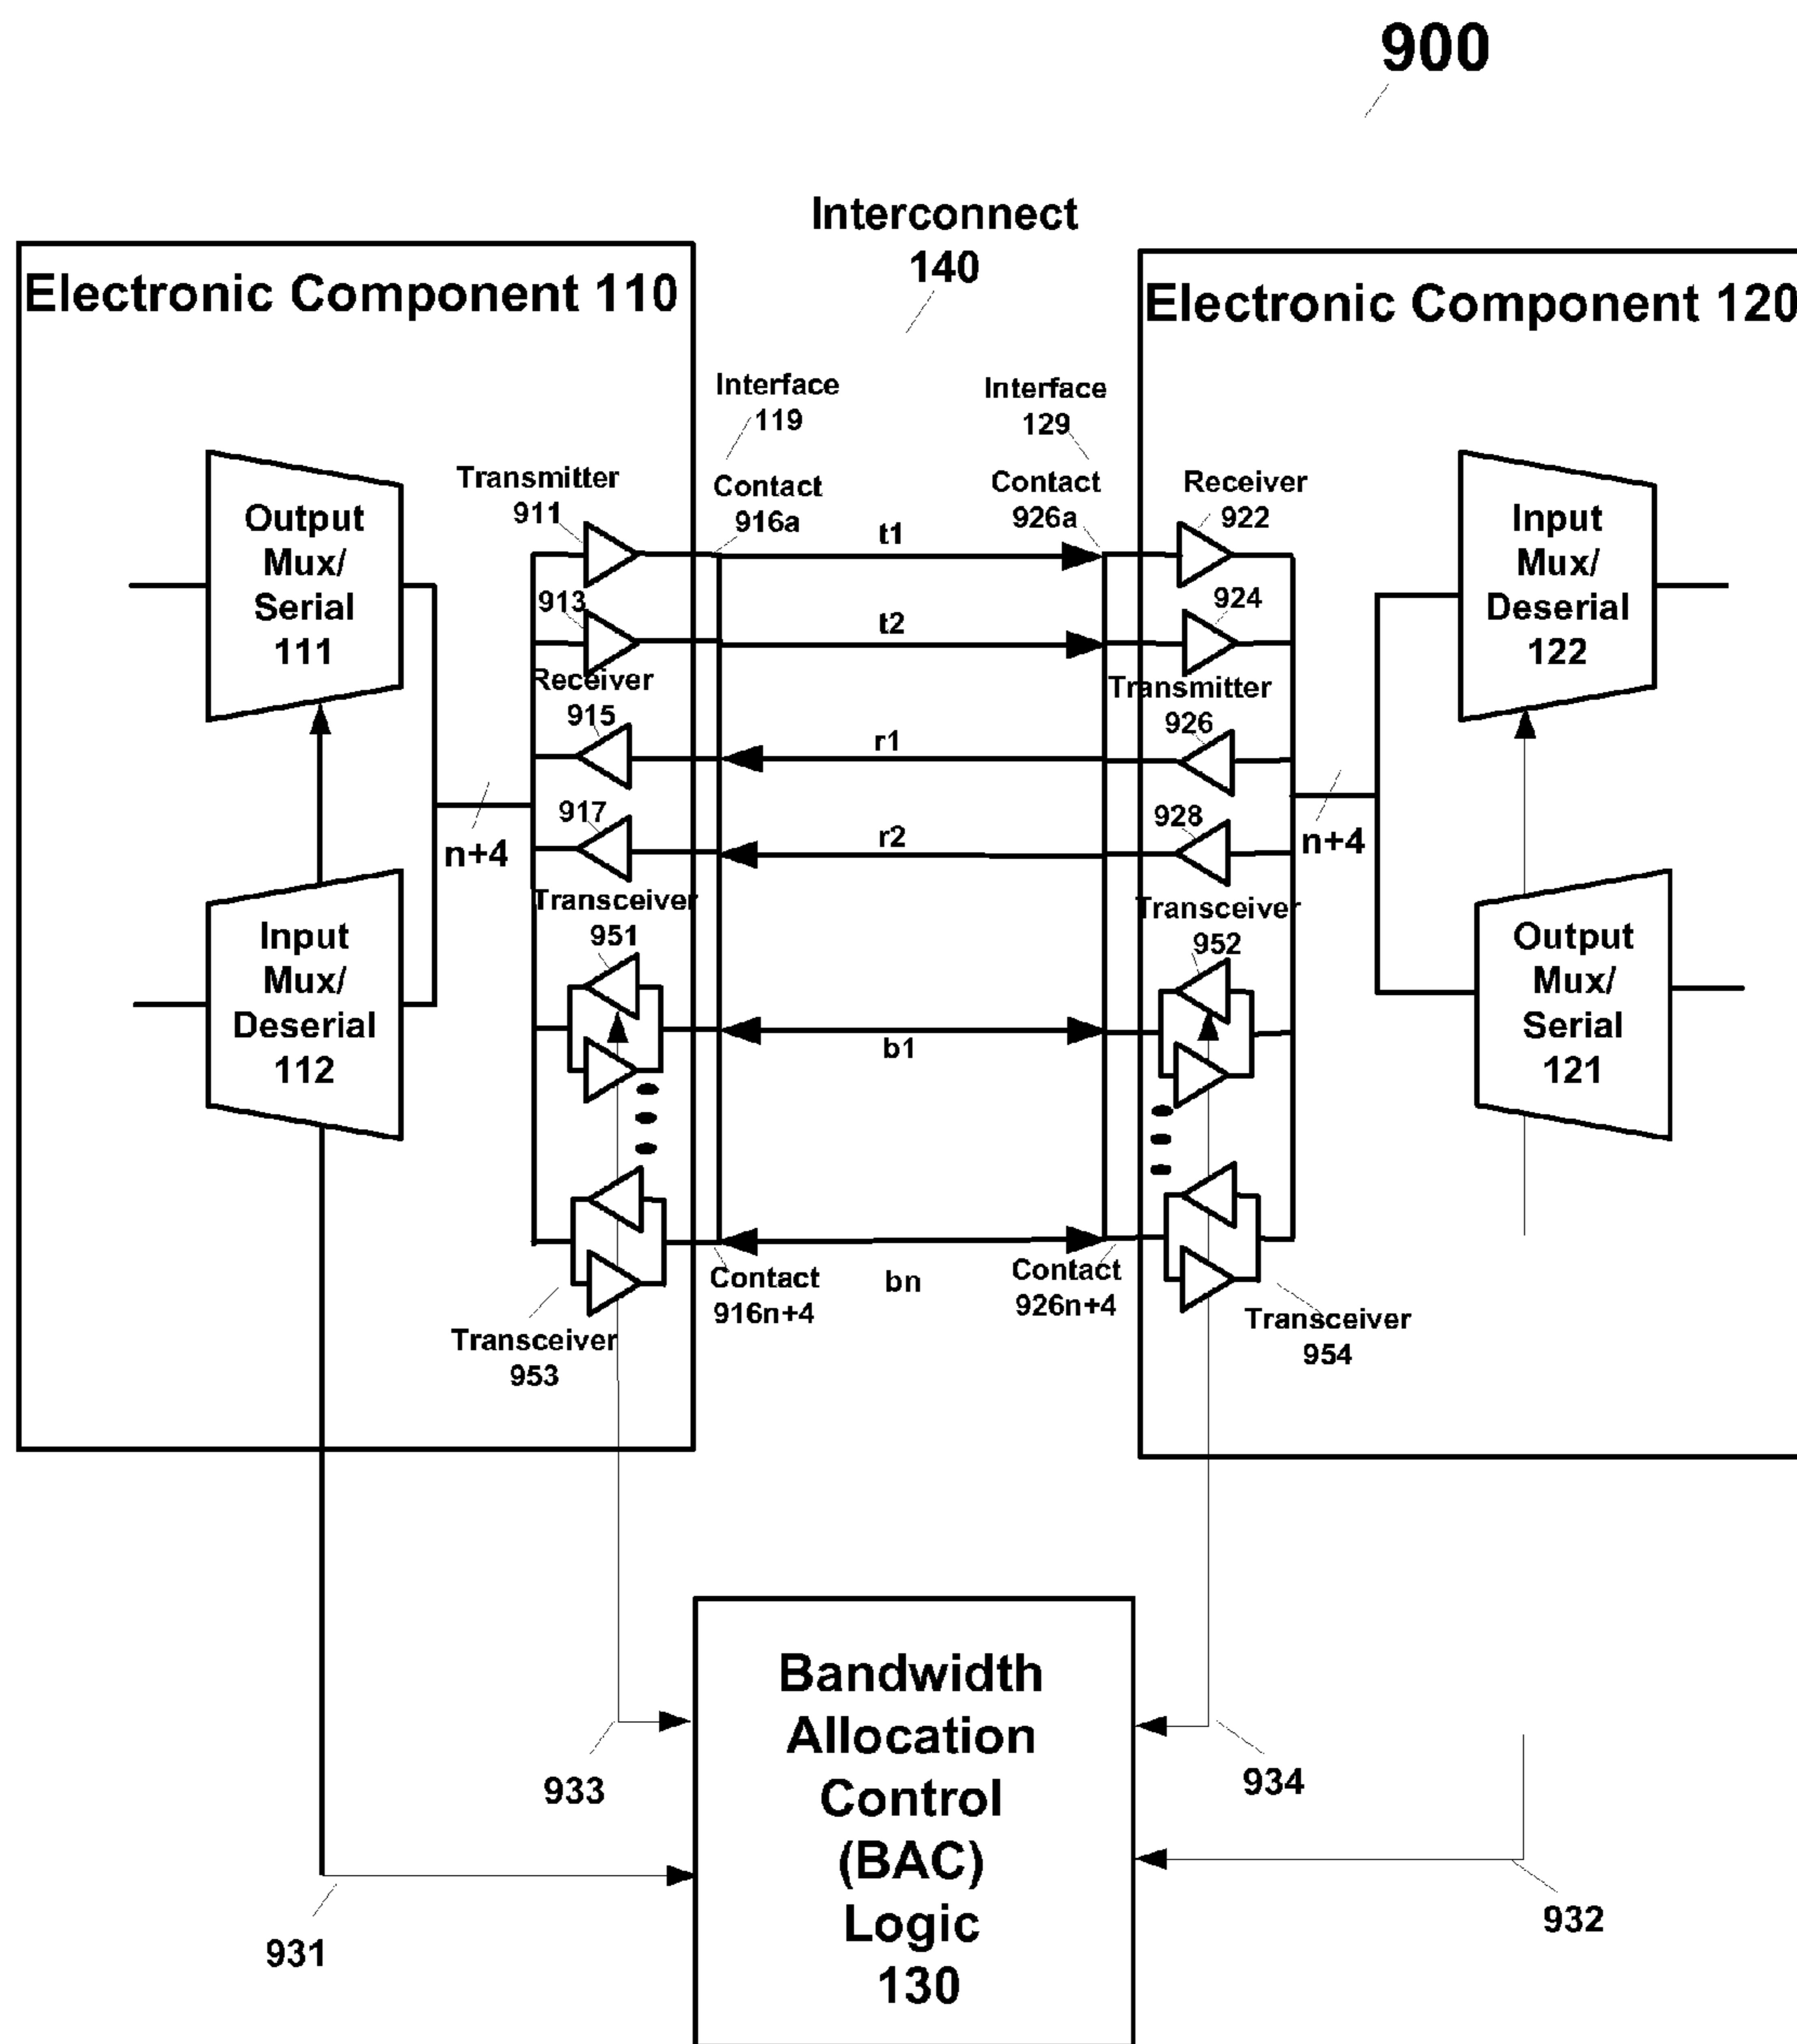 900
Interconnect
140
Electronic Component 110
Electronic Component 120
Interface
119
Interface
129
Transmitter
911
Contact
916a
Contact
926a
Receiver
922
Output
Mux/
Serial
111
Input
Mux/
Deserial
122
t1
913
924
t2
Receiver
915
Transmitter
926
r1
917
928
r2
n+4
n+4
Transceiver
951
Transceiver
952
Input
Mux/
Deserial
112
Output
Mux/
Serial
121
b1
bn
Contact
916n+4
Contact
926n+4
Transceiver
953
Transceiver
954
Bandwidth
Allocation
Control
(BAC)
Logic
130
933
934
931
932